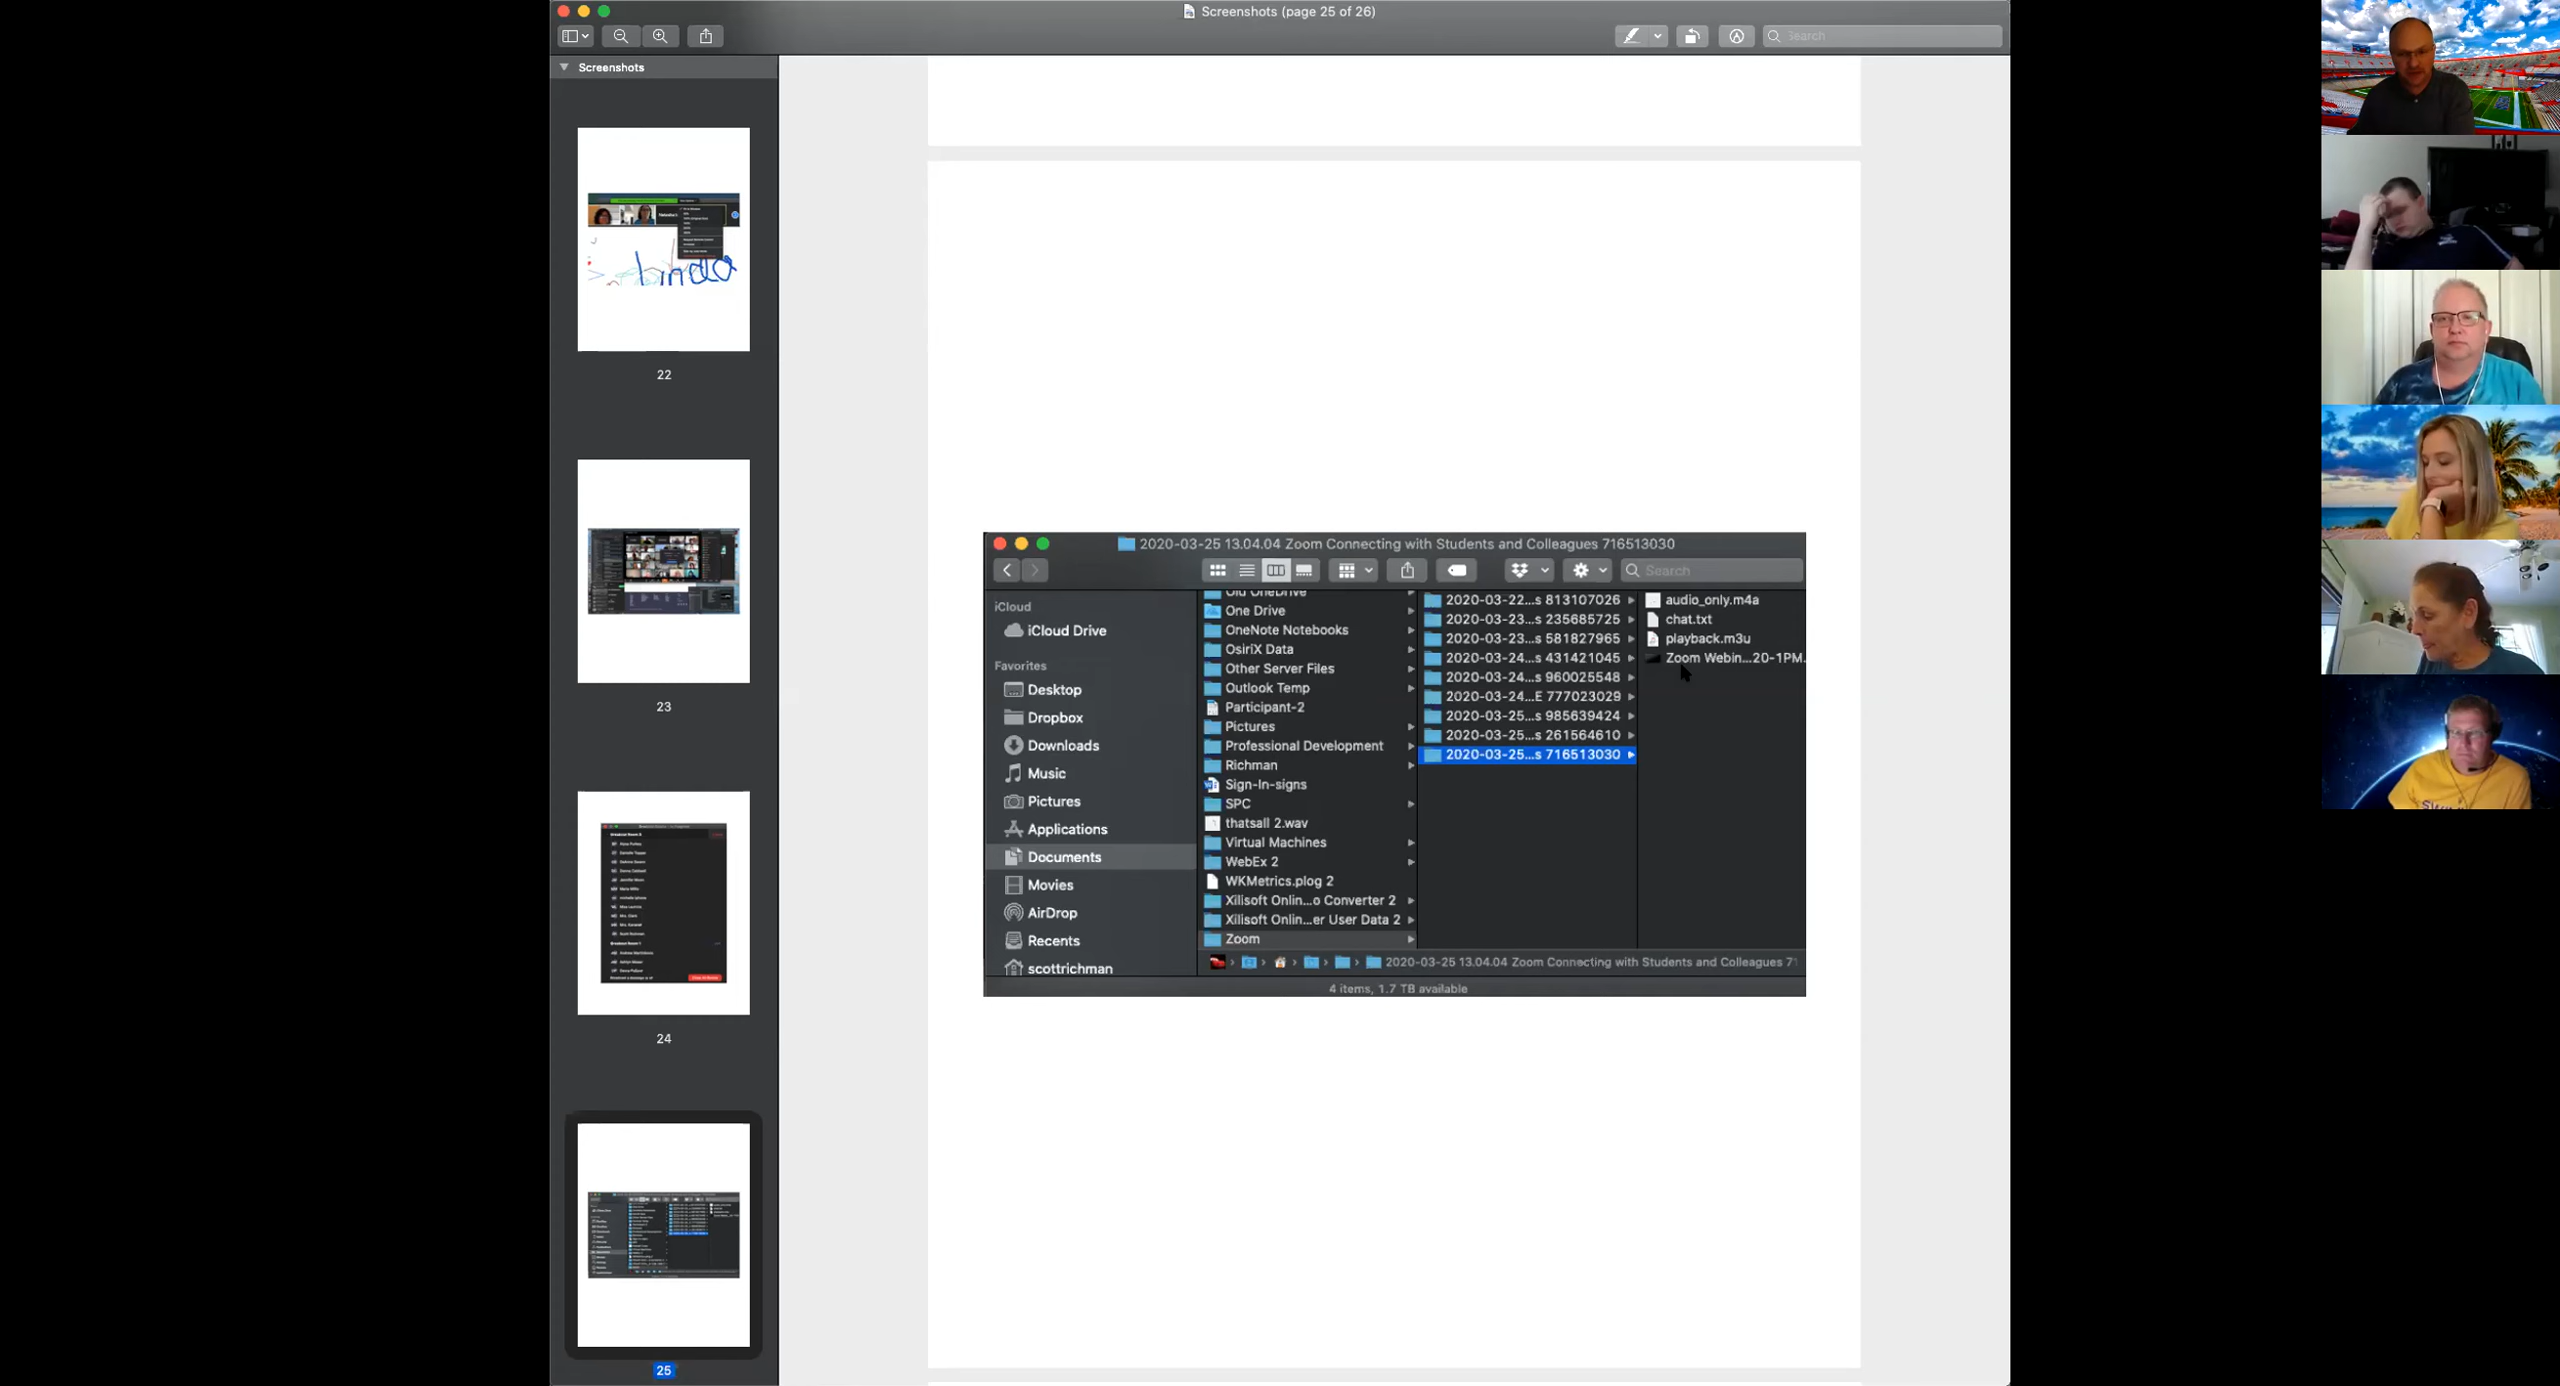 Screenshots (page 25 of 26)
Search
Screenshots
22
23
24
25
2020-03-25 13.04.04 Zoom Connecting with Students and Colleagues 716513030
Search
iCloud
iCloud Drive
Favorites
Desktop
Dropbox
Downloads
Music
Pictures
Applications
Documents
Movies
AirDrop
Recents
scottrichman
Old OneDrive
One Drive
OneNote Notebooks
OsiriX Data
Other Server Files
Outlook Temp
Participant-2
Pictures
Professional Development
Richman
Sign-In-signs
SPC
thatsall 2.wav
Virtual Machines
WebEx 2
WKMetrics.plog 2
Xilisoft Onlin...o Converter 2
Xilisoft Onlin...er User Data 2
Zoom
2020-03-22...s 813107026
2020-03-23...s 235685725
2020-03-23...s 581827965
2020-03-24...s 431421045
2020-03-24...s 960025548
2020-03-24...E 777023029
2020-03-25...s 985639424
2020-03-25...s 261564610
2020-03-25...s 716513030
audio_only.m4a
chat.txt
playback.m3u
Zoom Webin...20-1PM.
2020-03-25 13.04.04 Zoom Connecting with Students and Colleagues 7
4 items, 1.7 TB available